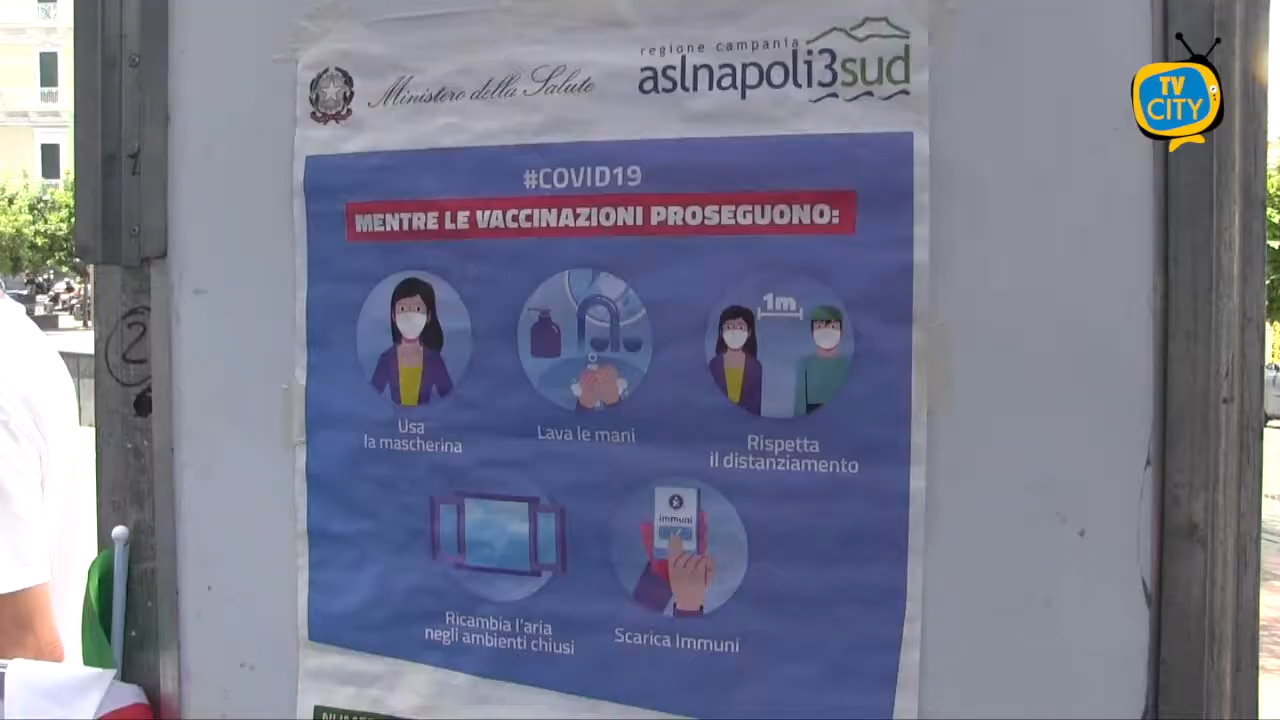 Ministero della Salute
regione campania
aslnapoli3sud
TV
CITY
#COVID19
MENTRE LE VACCINAZIONI PROSEGUONO:
1m
Usa
la mascherina
Lava le mani
Rispetta
il distanziamento
immuni
Ricambia l'aria
negli ambienti chiusi
Scarica Immuni
2